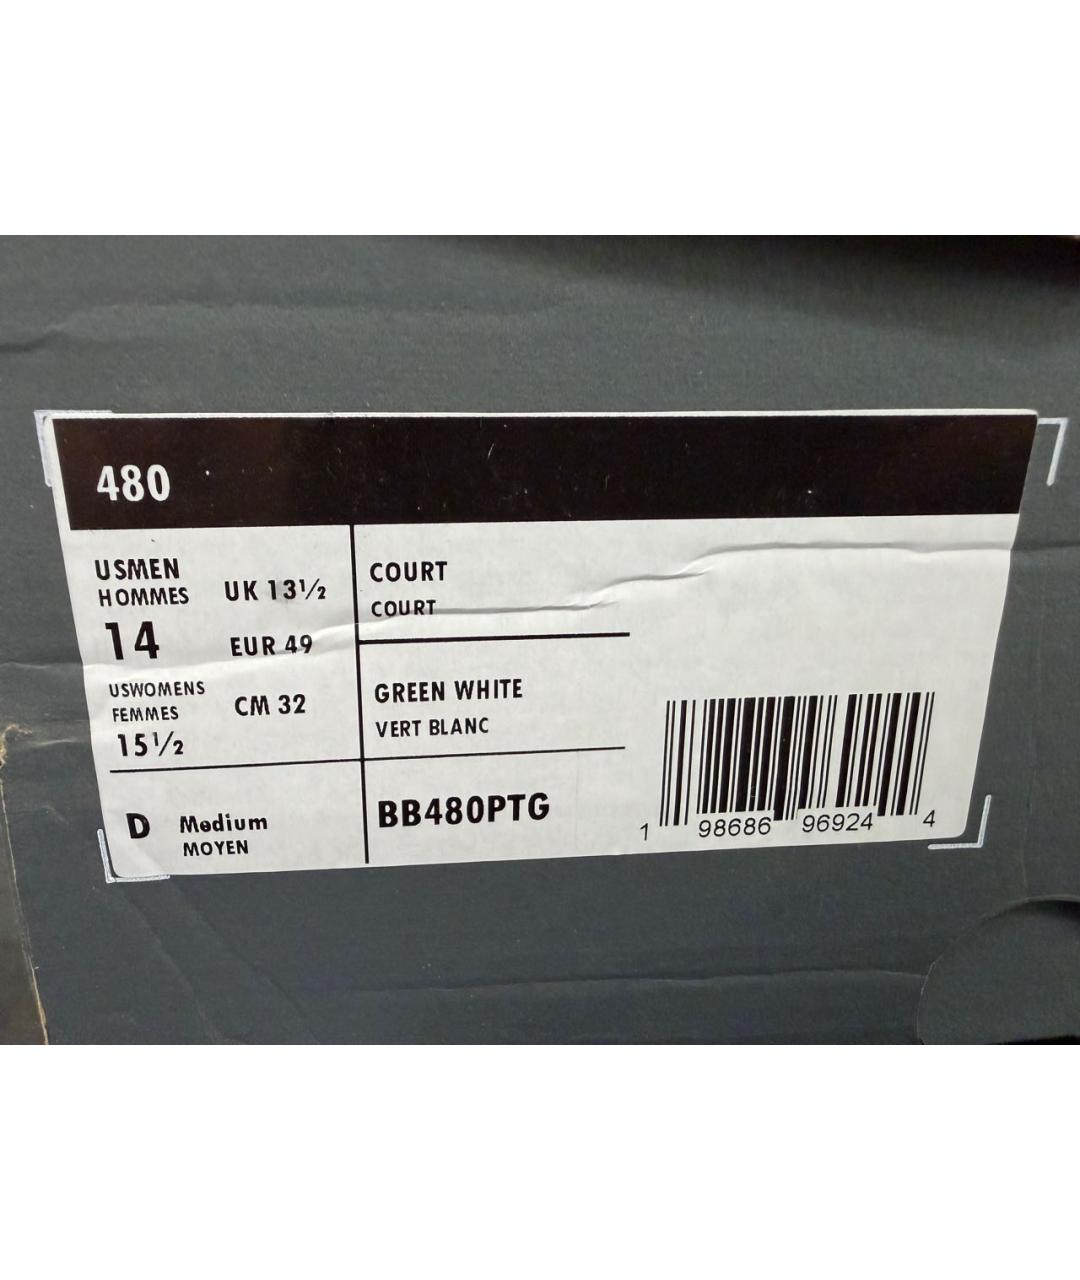 480
USMEN
HOMMES
14
UK 13½
EUR 49
USWOMENS
FEMMES
15½
CM 32
D Medium
MOYEN
COURT
COURT
GREEN WHITE
VERT BLANC
BB480PTG
1 98686 96924 4